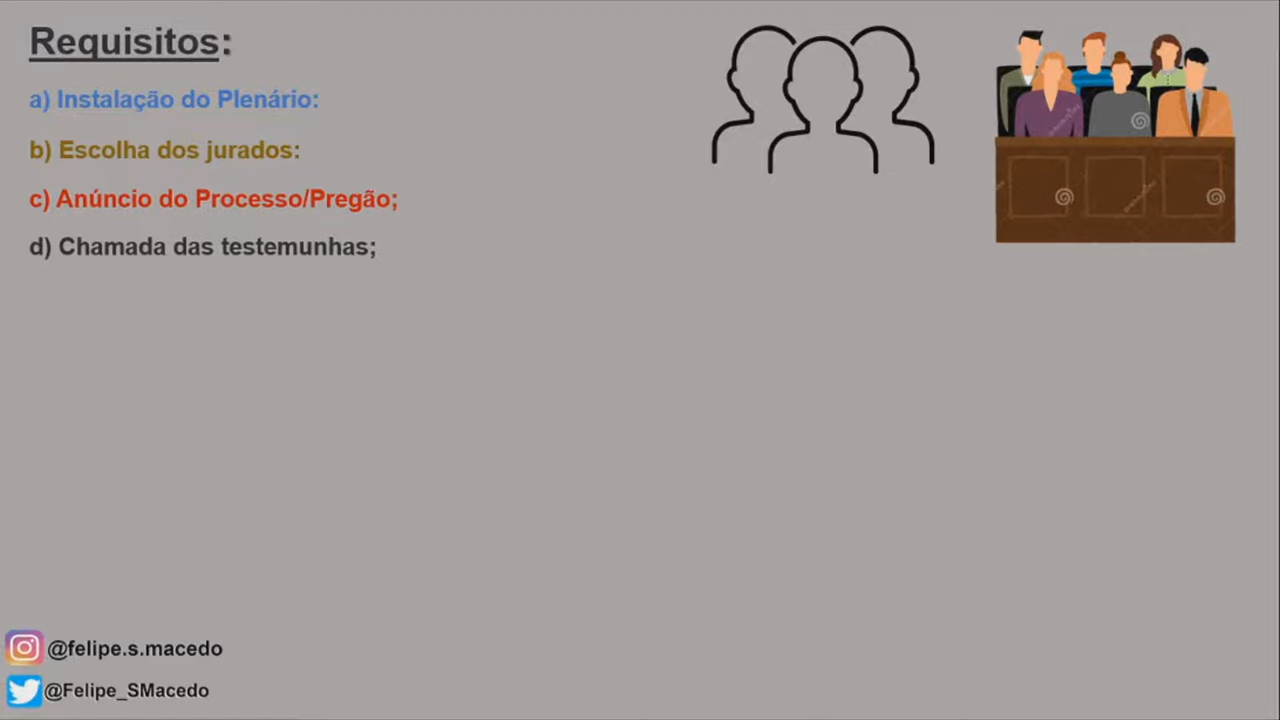 Requisitos:
a) Instalação do Plenário:
b) Escolha dos jurados:
c) Anúncio do Processo/Pregão;
d) Chamada das testemunhas;
@felipe.s.macedo
@Felipe_SMacedo